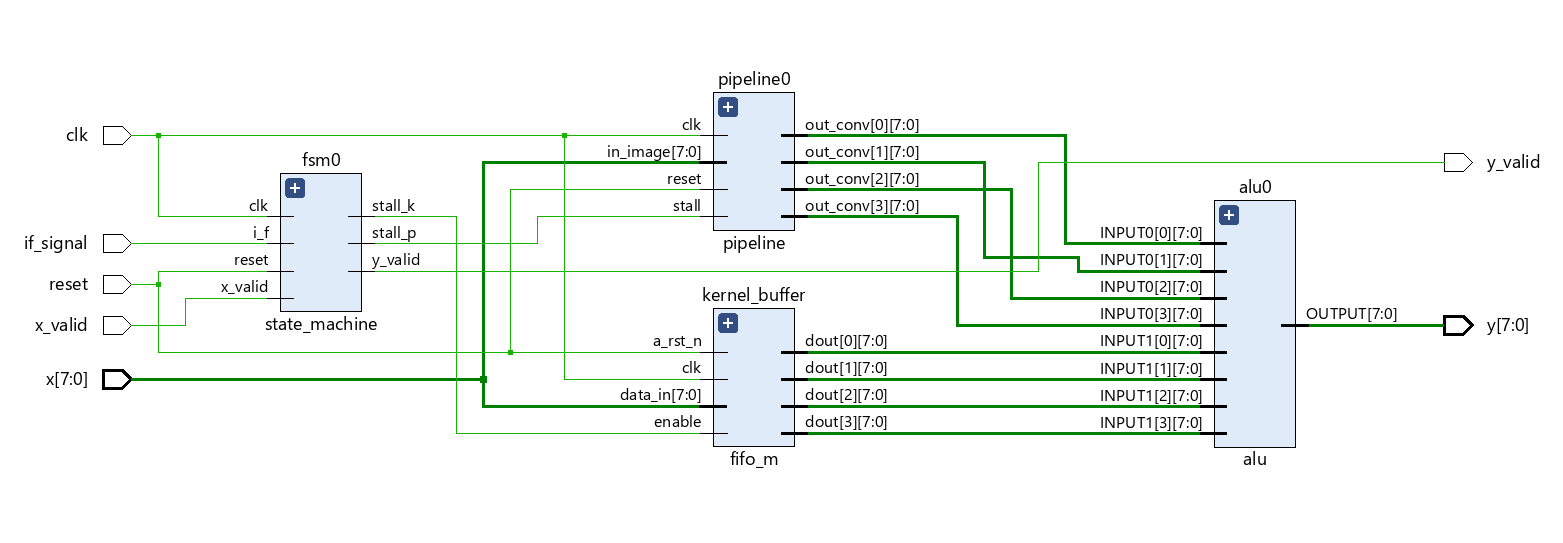 clk
if_signal
reset
x_valid
x[7:0]
fsm0
clk
i_f
reset
x_valid
stall_k
stall_p
y_valid
state_machine
pipeline0
clk
in_image[7:0]
reset
stall
out_conv[0][7:0]
out_conv[1][7:0]
out_conv[2][7:0]
out_conv[3][7:0]
pipeline
kernel_buffer
a_rst_n
clk
data_in[7:0]
enable
dout[0][7:0]
dout[1][7:0]
dout[2][7:0]
dout[3][7:0]
fifo_m
alu0
INPUT0[0][7:0]
INPUT0[1][7:0]
INPUT0[2][7:0]
INPUT0[3][7:0]
INPUT1[0][7:0]
INPUT1[1][7:0]
INPUT1[2][7:0]
INPUT1[3][7:0]
OUTPUT[7:0]
alu
y_valid
y[7:0]